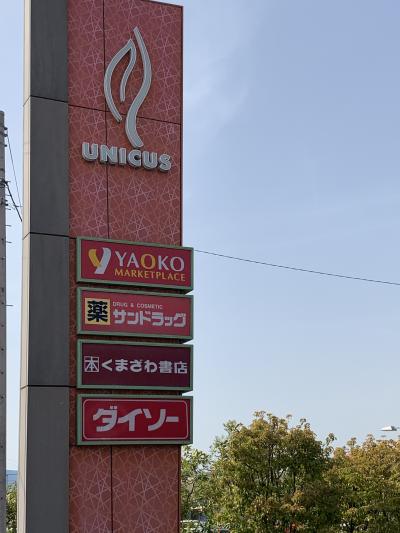 UNICUS
YAOKO
MARKETPLACE
薬
DRUG & COSMETIC
サンドラッグ
本 くまざわ書店
ダイソー